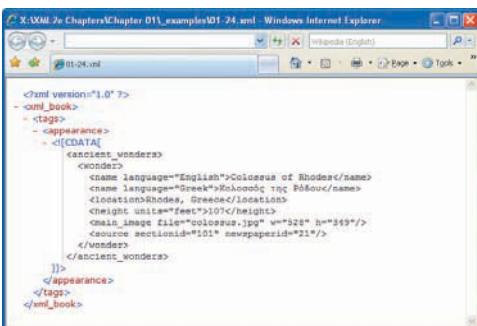 X:\XML 2e Chapters\Chapter 01\_examples\01-24.xml - Windows Internet Explorer
Wikipedia (English)
01-24.xml
Page
Tools
<?xml version="1.0" ?>
- <xml_book>
- <tags>
- <appearance>
- <![CDATA[
<ancient_wonders>
<wonder>
<name language="English">Colossus of Rhodes</name>
<name language="Greek">Κολοσσός της Ρόδου</name>
<location>Rhodes, Greece</location>
<height units="feet">107</height>
<main_image file="colossus.jpg" w="528" h="349"/>
<source sectionid="101" newspaperid="21"/>
</wonder>
</ancient_wonders>
]]>
</appearance>
</tags>
</xml_book>